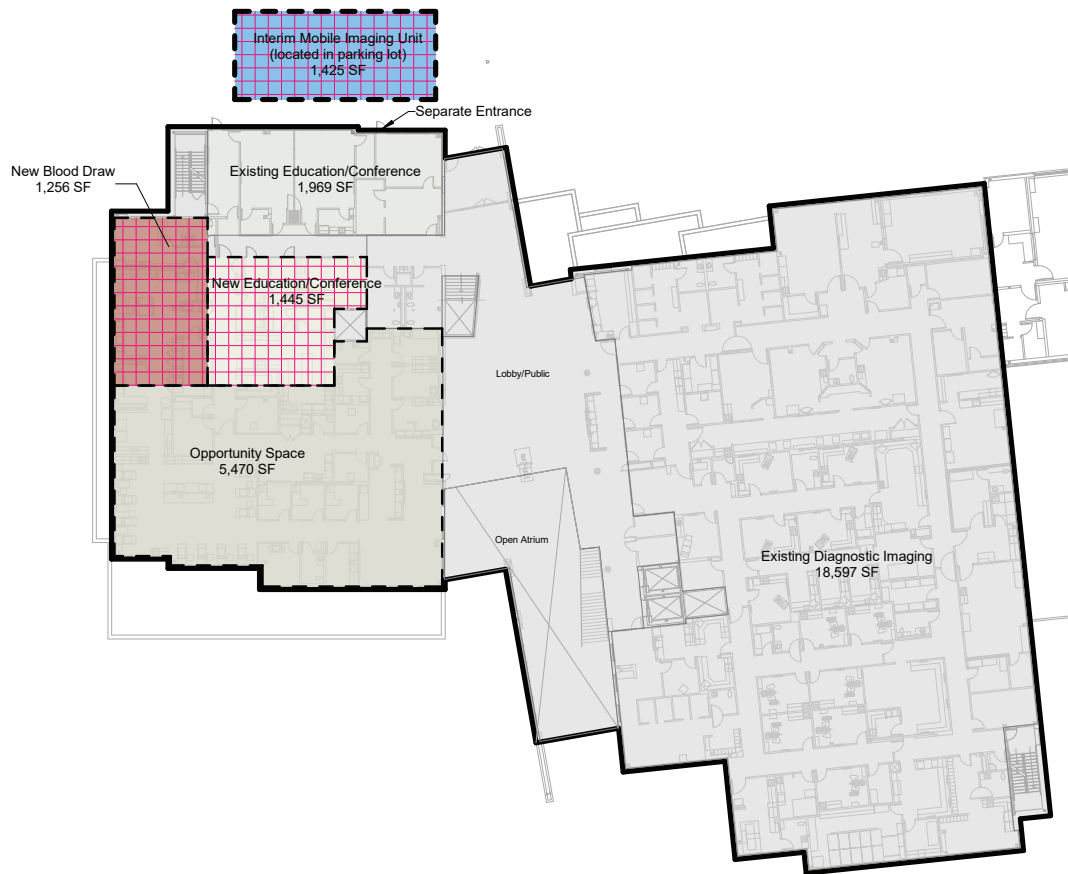 Interim Mobile Imaging Unit
(located in parking lot)
1,425 SF
Separate Entrance
New Blood Draw
1,256 SF
Existing Education/Conference
1,969 SF
New Education/Conference
1,445 SF
Lobby/Public
Opportunity Space
5,470 SF
Open Atrium
Existing Diagnostic Imaging
18,597 SF